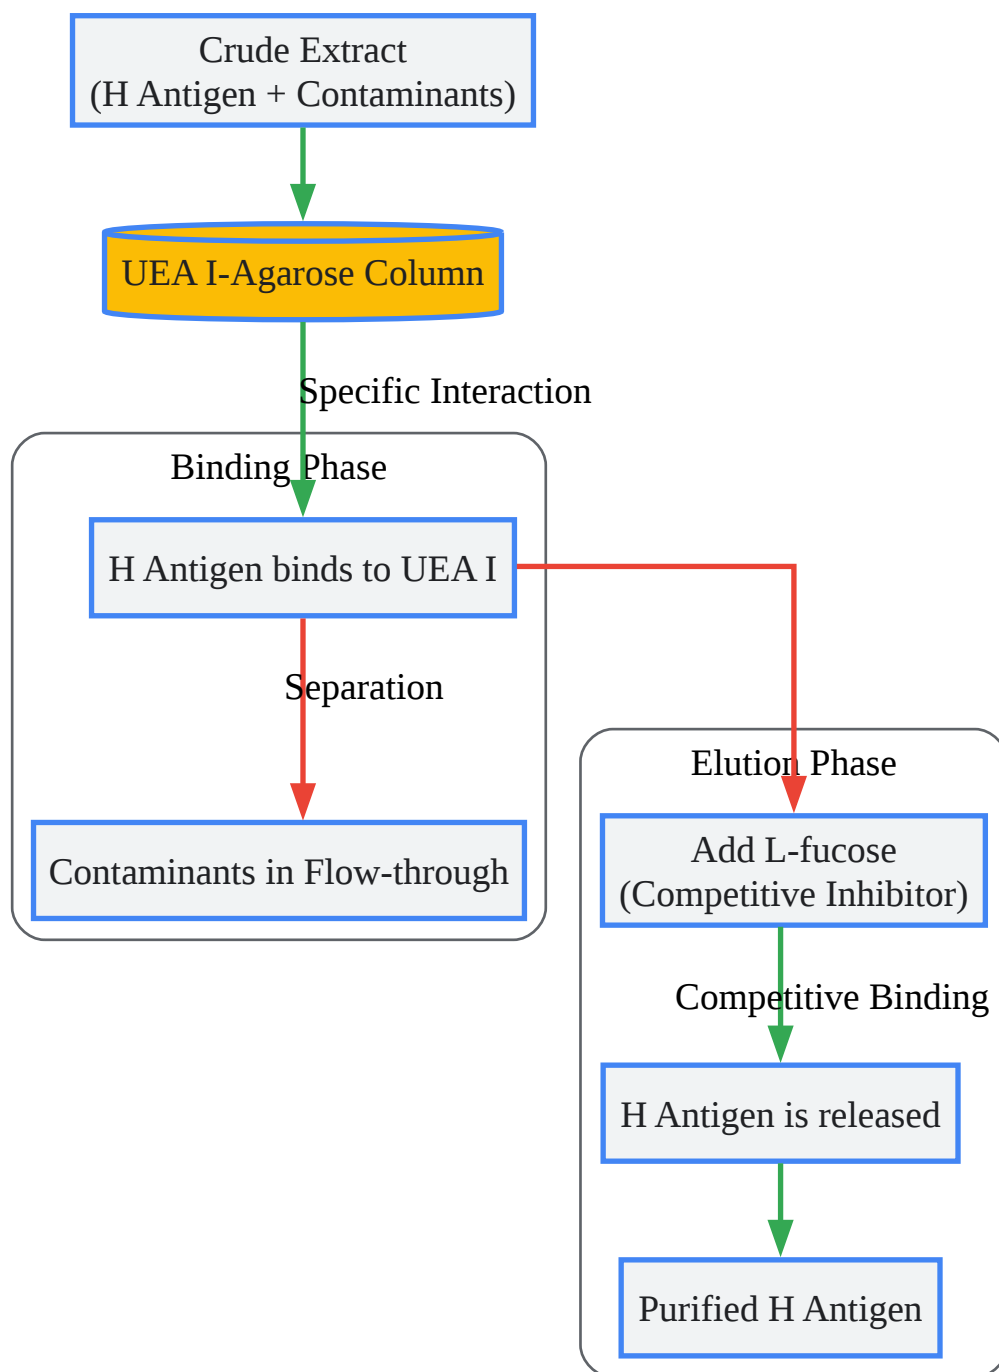 Crude Extract
(H Antigen + Contaminants)
UEA I-Agarose Column
Specific Interaction
Binding Phase
H Antigen binds to UEA I
Separation
Contaminants in Flow-through
Elution Phase
Add L-fucose
(Competitive Inhibitor)
Competitive Binding
H Antigen is released
Purified H Antigen